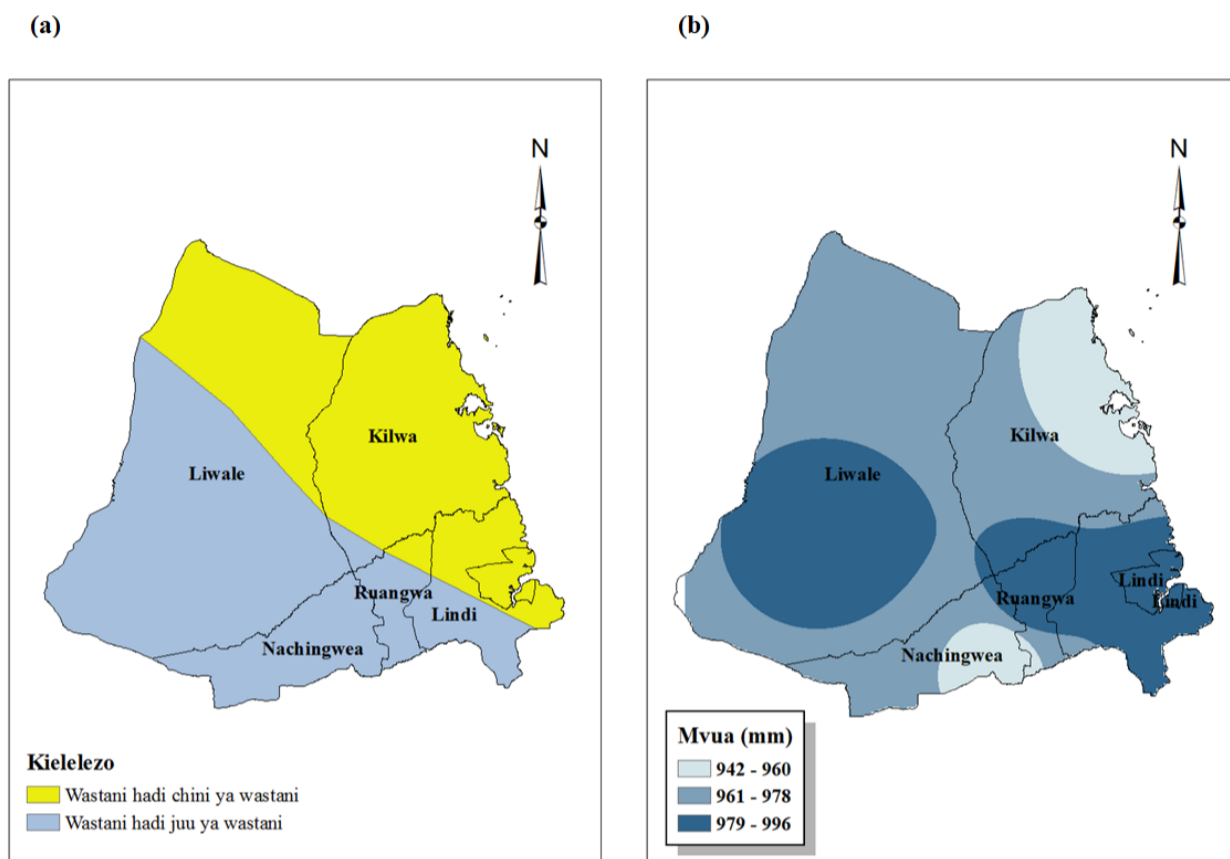 (a)
N
Kilwa
Liwale
Ruangwa
Lindi
Nachingwea
Kielelezo
Wastani hadi chini ya wastani
Wastani hadi juu ya wastani
(b)
N
Kilwa
Liwale
Lindi
Lindi
Ruangwa
Nachingwea
Mvua (mm)
942 - 960
961 - 978
979 - 996